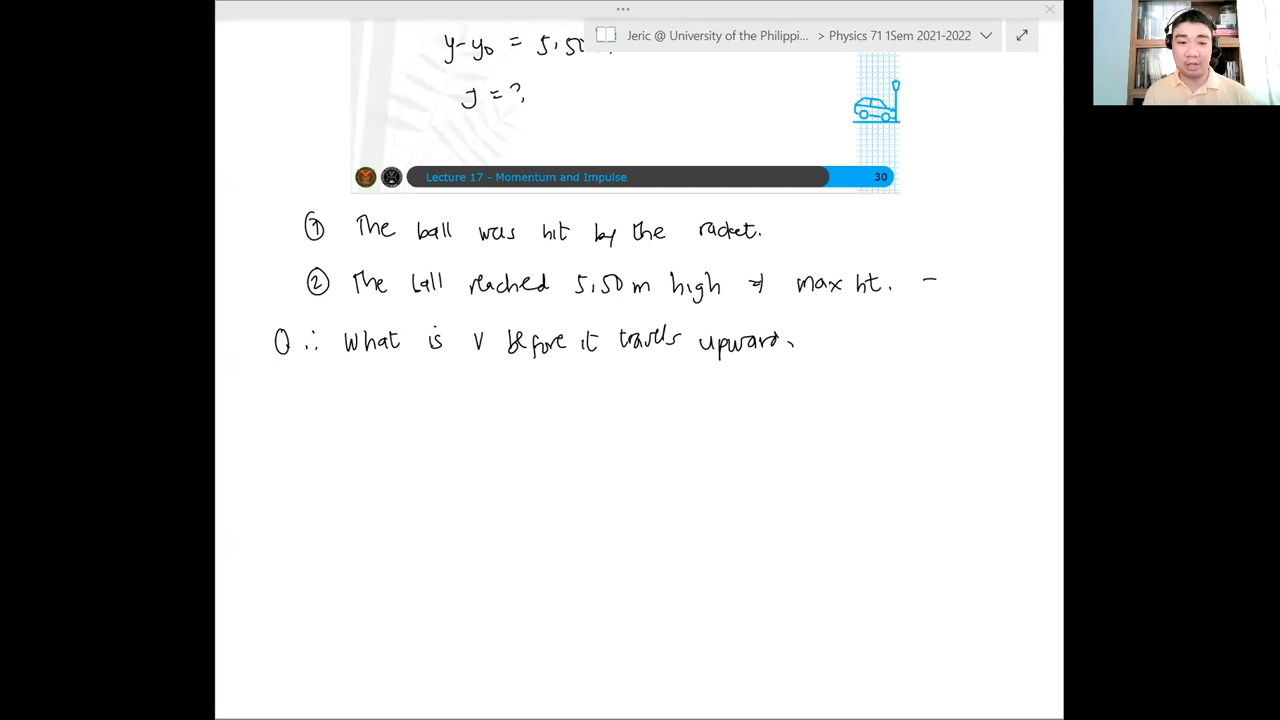 Jeric @ University of the Philippi... > Physics 71 1Sem 2021-2022
y-y₀ = 5.50
J = ?
Lecture 17 - Momentum and Impulse 30
① The ball was hit by the racket.
② The ball reached 5.50 m high ⇒ max ht. -
Q ∴ What is v before it travels upward.